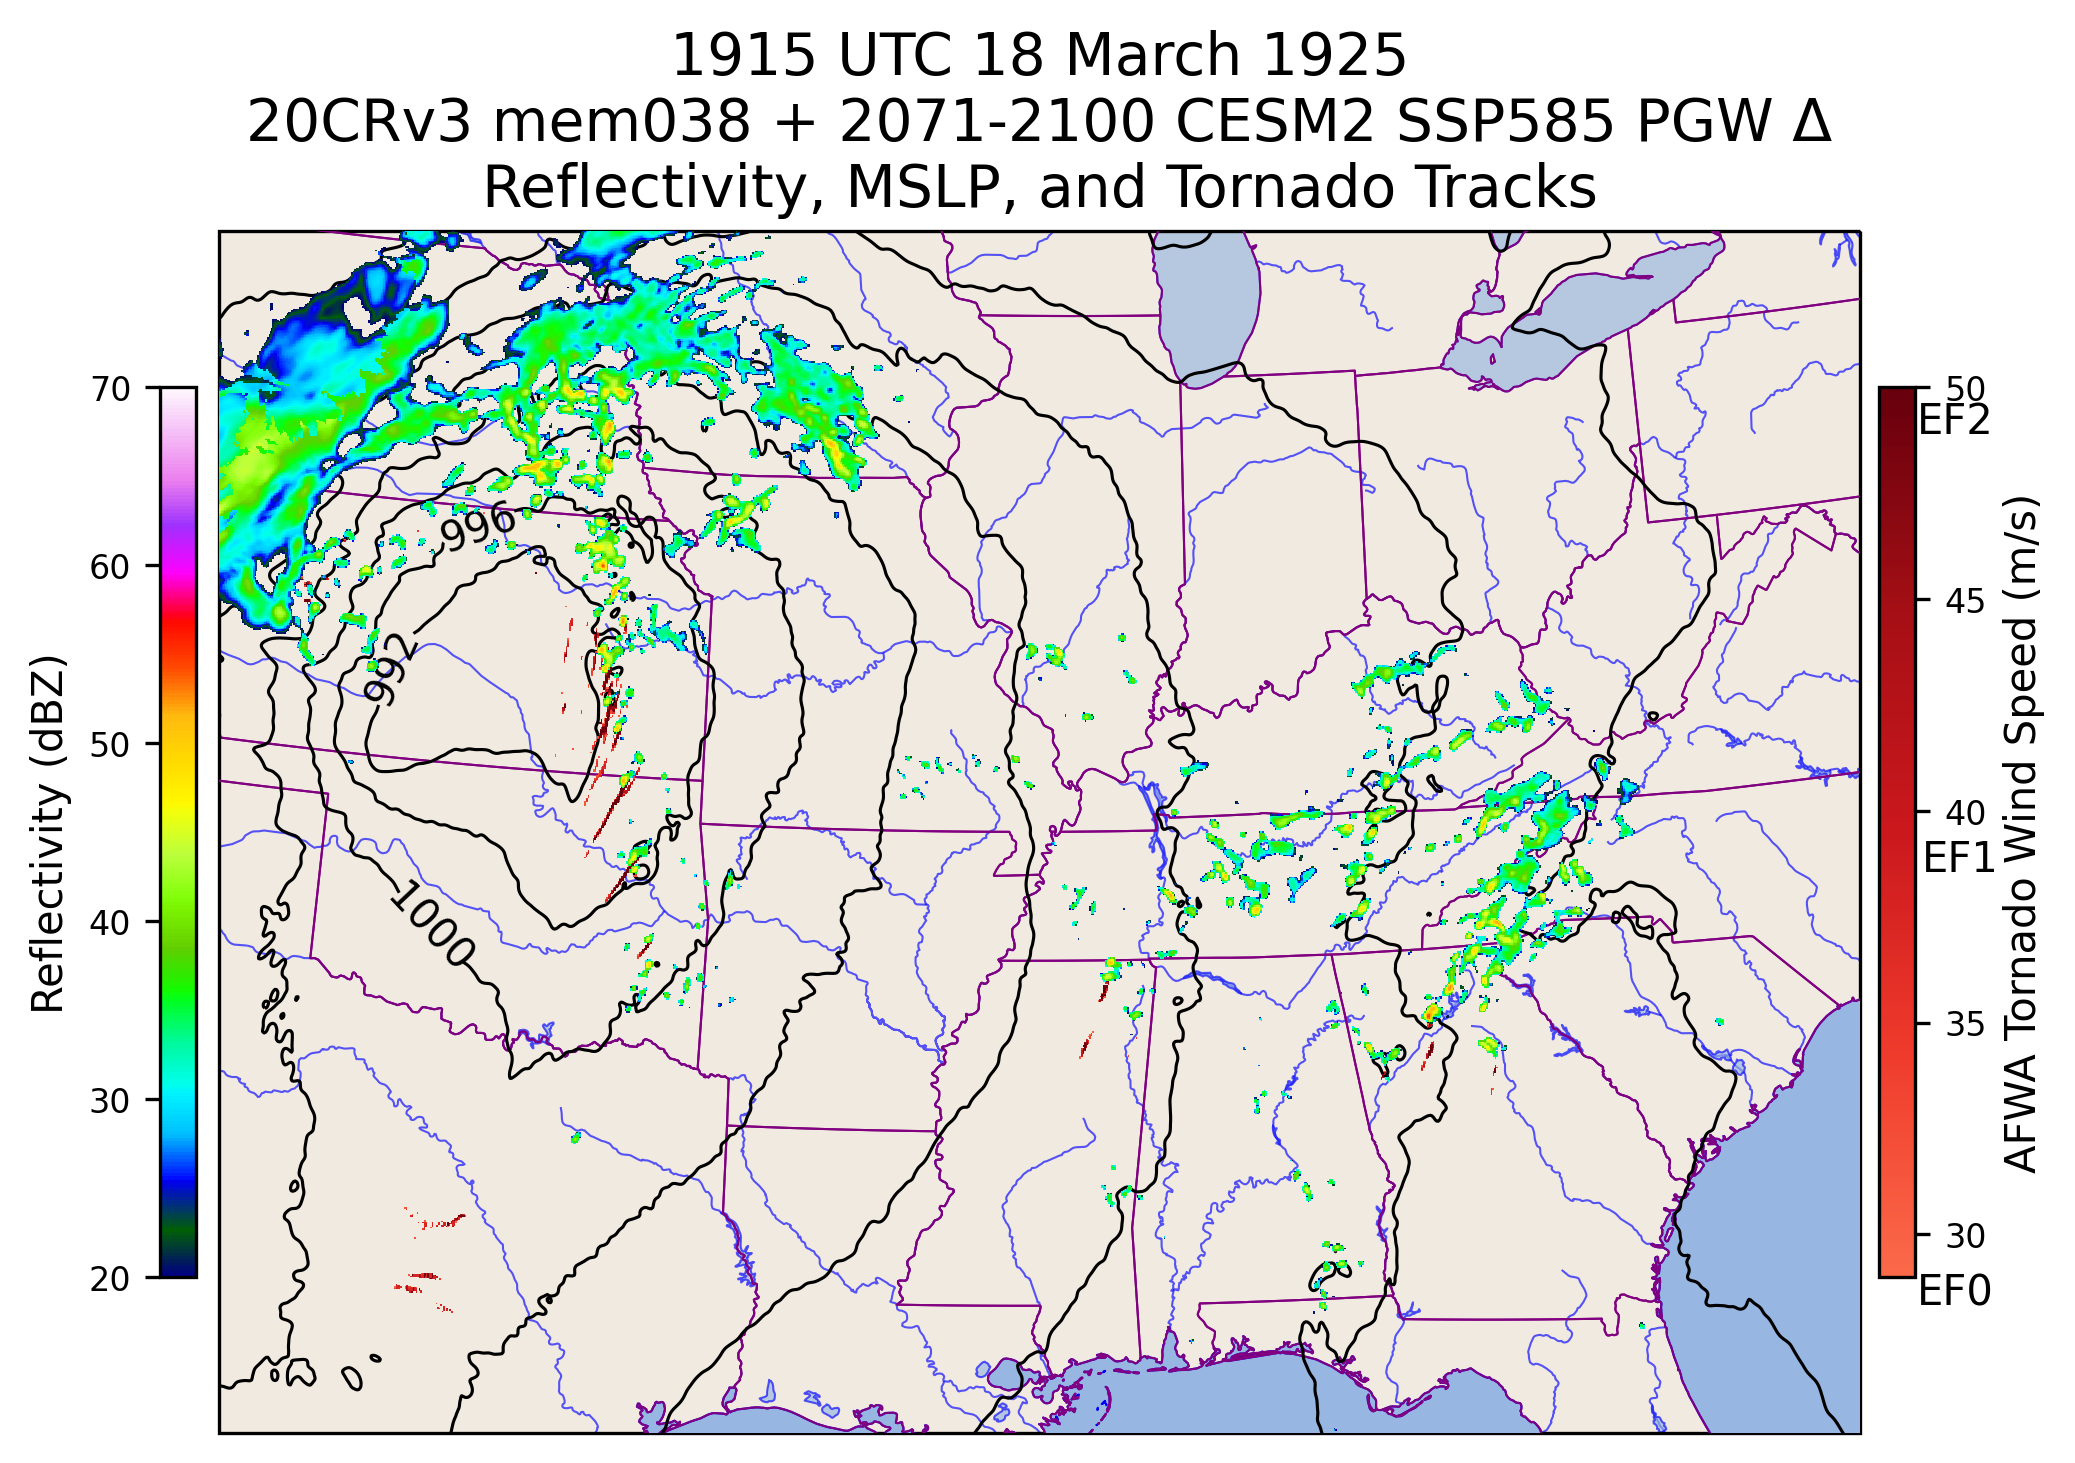 1915 UTC 18 March 1925
20CRv3 mem038 + 2071-2100 CESM2 SSP585 PGW Δ
Reflectivity, MSLP, and Tornado Tracks
Reflectivity (dBZ)
70
60
50
40
30
20
996
992
1000
50
EF2
45
40
EF1
35
30
EF0
AFWA Tornado Wind Speed (m/s)